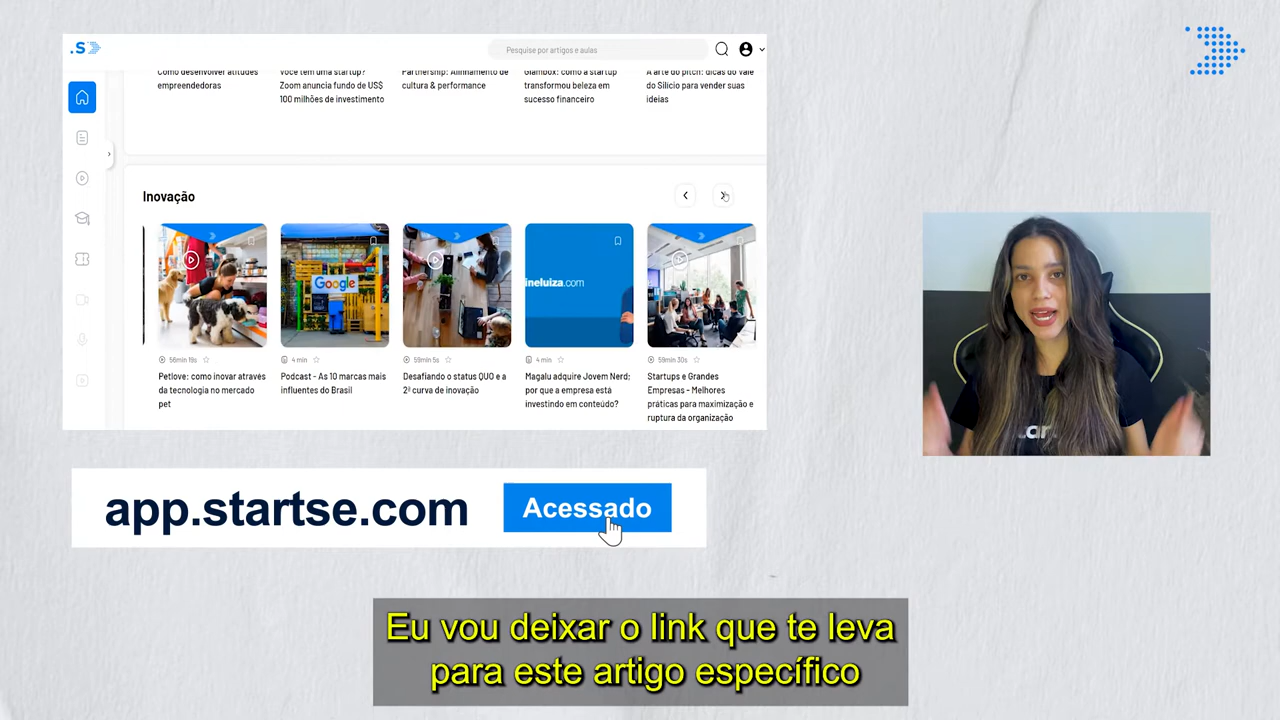 .S
Pesquise por artigos e aulas
Como desenvolver atitudes
empreendedoras
Você tem uma startup?
Zoom anuncia fundo de US$
100 milhões de investimento
Partnership: Alinhamento de
cultura & performance
Glambox: como a startup
transformou beleza em
sucesso financeiro
A arte do pitch: dicas do Vale
do Silício para vender suas
ideias
Inovação
Google
ineluiza.com
56min 19s
Petlove: como inovar através
da tecnologia no mercado
pet
4 min
Podcast - As 10 marcas mais
influentes do Brasil
59min 5s
Desafiando o status QUO e a
2ª curva de inovação
4 min
Magalu adquire Jovem Nerd;
por que a empresa está
investindo em conteúdo?
59min 30s
Startups e Grandes
Empresas - Melhores
práticas para maximização e
ruptura da organização
app.startse.com
Acessado
Eu vou deixar o link que te leva
para este artigo específico